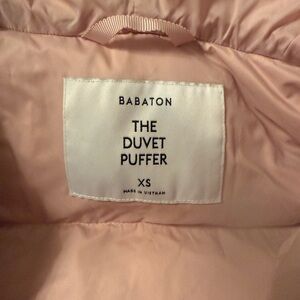 BABATON
THE
DUVET
PUFFER
XS
MADE IN VIETNAM